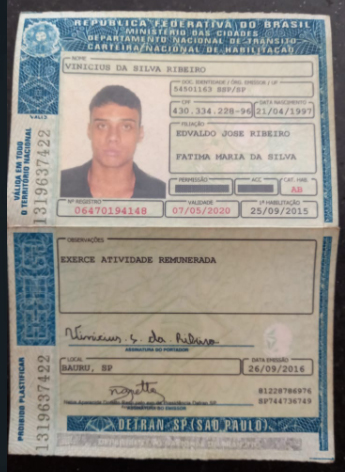 REPÚBLICA FEDERATIVA DO BRASIL
MINISTÉRIO DAS CIDADES
DEPARTAMENTO NACIONAL DE TRÂNSITO
CARTEIRA NACIONAL DE HABILITAÇÃO
NOME
VINICIUS DA SILVA RIBEIRO
DOC. IDENTIDADE / ÓRG. EMISSOR / UF
54501163 SSP/SP
CPF
DATA NASCIMENTO
430.334.228-96
21/04/1997
FILIAÇÃO
EDVALDO JOSE RIBEIRO
FATIMA MARIA DA SILVA
PERMISSÃO
ACC
CAT. HAB.
AB
Nº REGISTRO
VALIDADE
1ª HABILITAÇÃO
06470194148
07/05/2020
25/09/2015
VÁLIDA EM TODO
O TERRITÓRIO NACIONAL
1319637422
OBSERVAÇÕES
EXERCE ATIVIDADE REMUNERADA
Vinicius S. da Ribeiro
ASSINATURA DO PORTADOR
LOCAL
DATA EMISSÃO
BAURU, SP
26/09/2016
81228786976
SP744736749
ASSINATURA DO EMISSOR
PROIBIDO PLASTIFICAR
1319637422
DETRAN SP (SÃO PAULO)